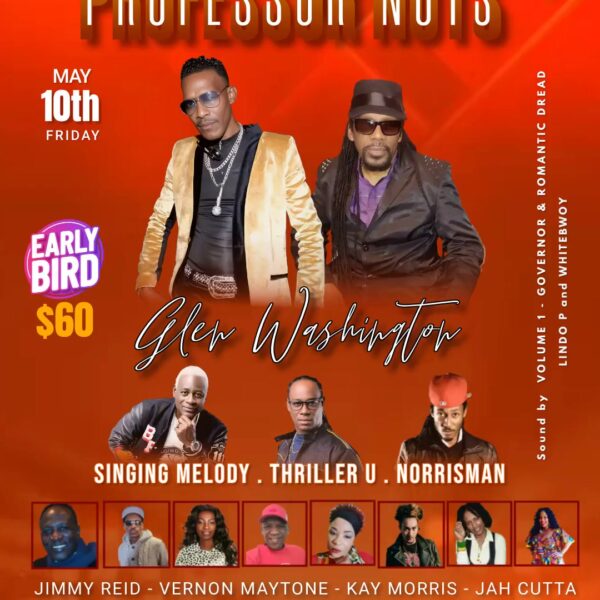 PROFESSOR NUTS
MAY
10th
FRIDAY
EARLY
BIRD
$60
Glen Washington
Sound by VOLUME 1 - GOVERNOR & ROMANTIC DREAD
LINDO P and WHITEBWOY
SINGING MELODY . THRILLER U . NORRISMAN
JIMMY REID - VERNON MAYTONE - KAY MORRIS - JAH CUTTA